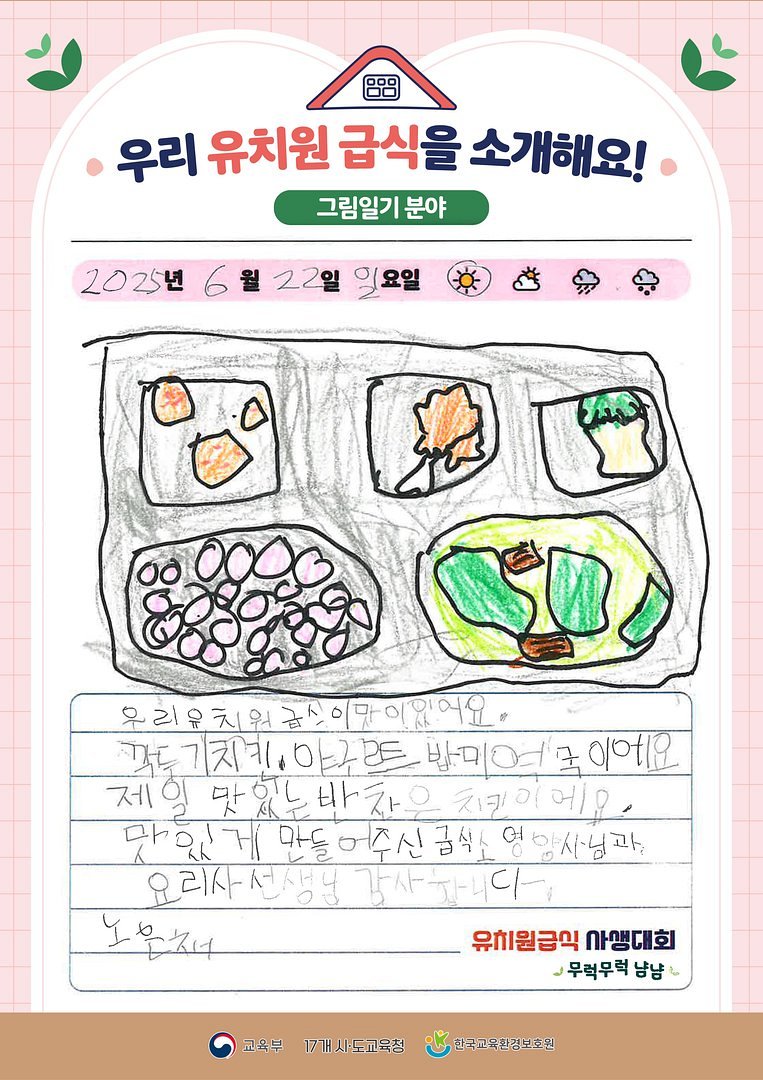 우리 유치원 급식을 소개해요!
그림일기 분야
2025년 6월 22일 일요일
우리유치원 급식이맛이있어요.
깍두기치킨.야구르트 밥미역국이에요
제일 맛있는반찬은 치킨이에요.
맛있게 만들어주신 급식소 영양사님과
요리사선생님 감사합니다.
노윤
유치원급식 사생대회
무럭무럭 냠냠
교육부 17개 시·도교육청 한국교육환경보호원